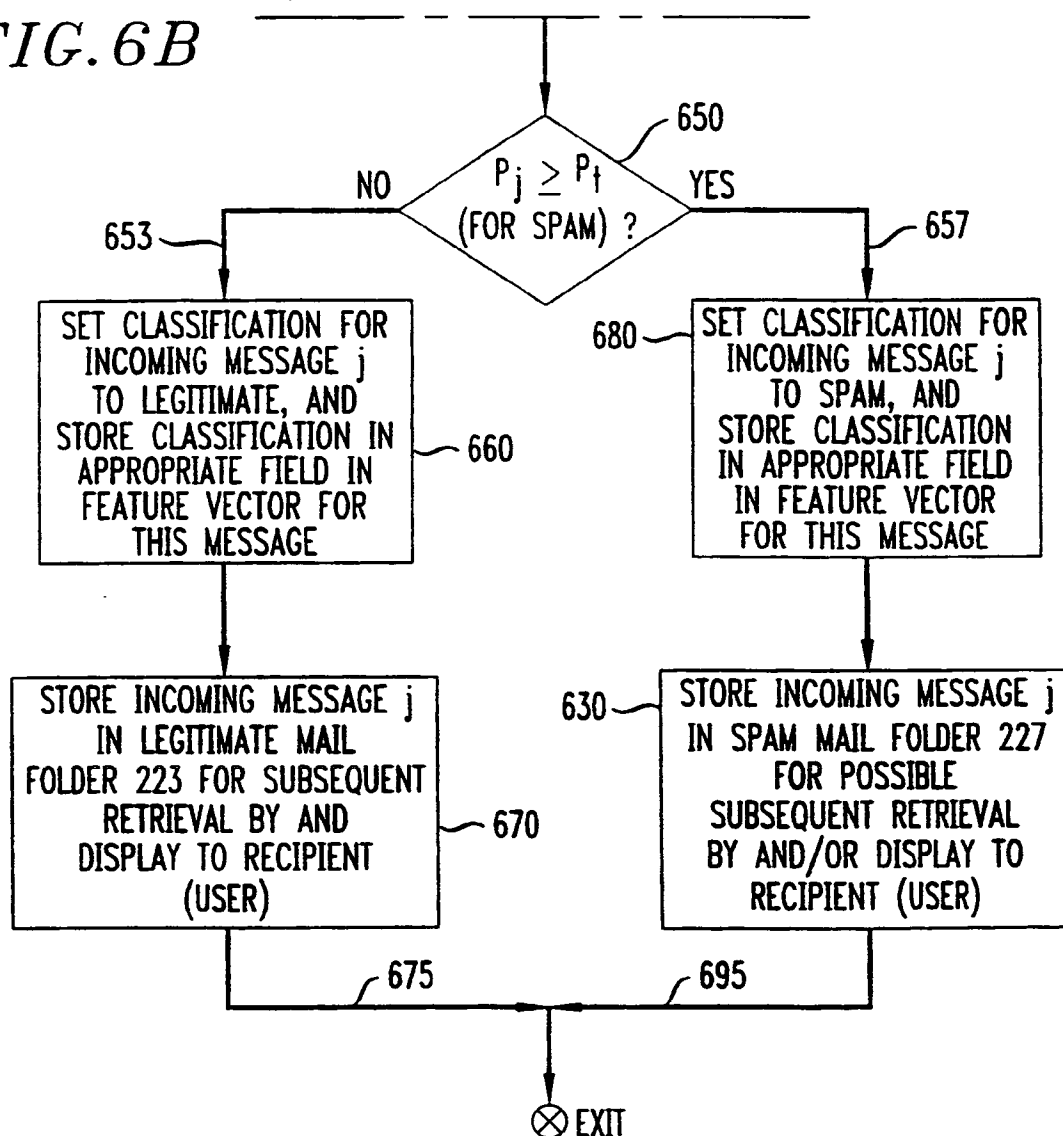 FIG. 6B
650
P_j ≥ P_t
(FOR SPAM) ?
NO
YES
653
657
SET CLASSIFICATION FOR
INCOMING MESSAGE j
TO LEGITIMATE, AND
STORE CLASSIFICATION IN
APPROPRIATE FIELD IN
FEATURE VECTOR FOR
THIS MESSAGE
660
680
SET CLASSIFICATION FOR
INCOMING MESSAGE j
TO SPAM, AND
STORE CLASSIFICATION
IN APPROPRIATE FIELD
IN FEATURE VECTOR
FOR THIS MESSAGE
STORE INCOMING MESSAGE j
IN LEGITIMATE MAIL
FOLDER 223 FOR SUBSEQUENT
RETRIEVAL BY AND
DISPLAY TO RECIPIENT
(USER)
670
630
STORE INCOMING MESSAGE j
IN SPAM MAIL FOLDER 227
FOR POSSIBLE
SUBSEQUENT RETRIEVAL
BY AND/OR DISPLAY TO
RECIPIENT (USER)
675
695
EXIT